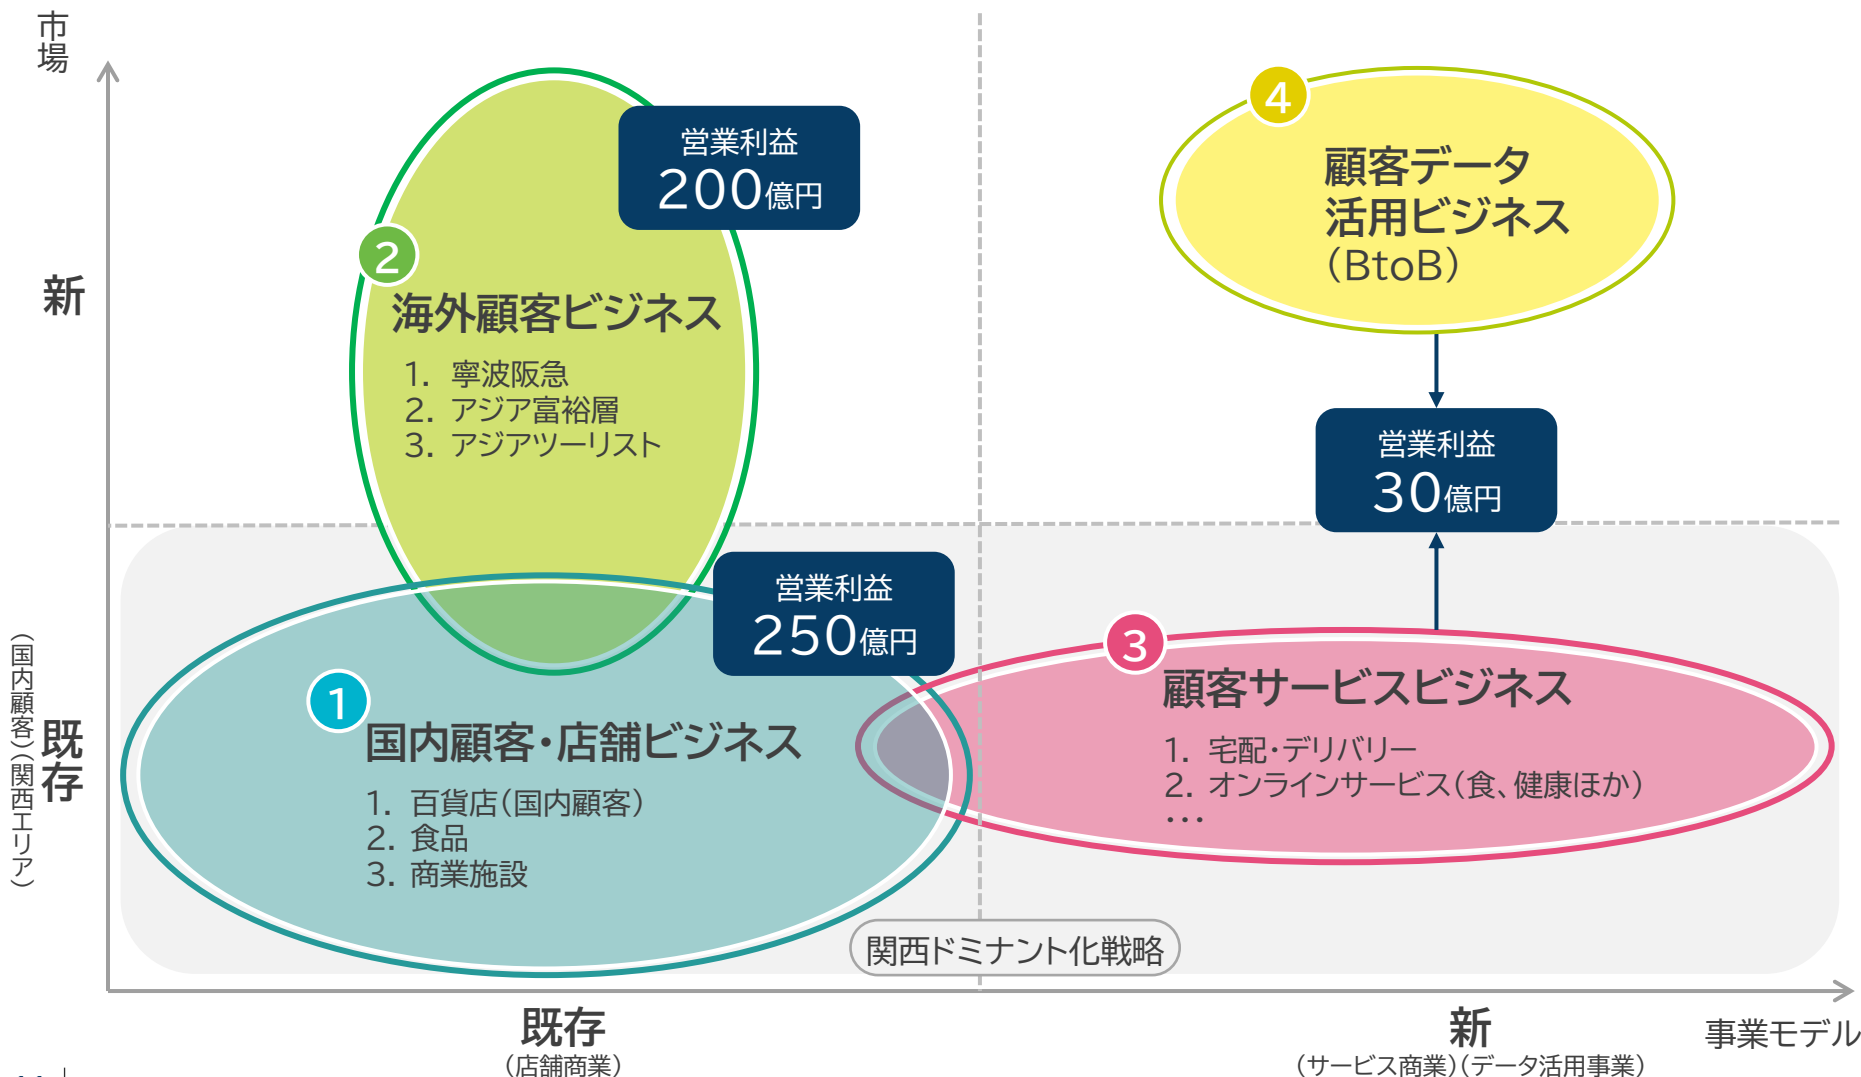 市場
新
既存
（国内顧客）（関西エリア）
2
海外顧客ビジネス
1. 寧波阪急
2. アジア富裕層
3. アジアツーリスト
営業利益
200億円
4
顧客データ
活用ビジネス
（BtoB）
営業利益
30億円
1
国内顧客・店舗ビジネス
1. 百貨店（国内顧客）
2. 食品
3. 商業施設
営業利益
250億円
3
顧客サービスビジネス
1. 宅配・デリバリー
2. オンラインサービス（食、健康ほか）
・・・
関西ドミナント化戦略
既存
（店舗商業）
新
（サービス商業）（データ活用事業）
事業モデル